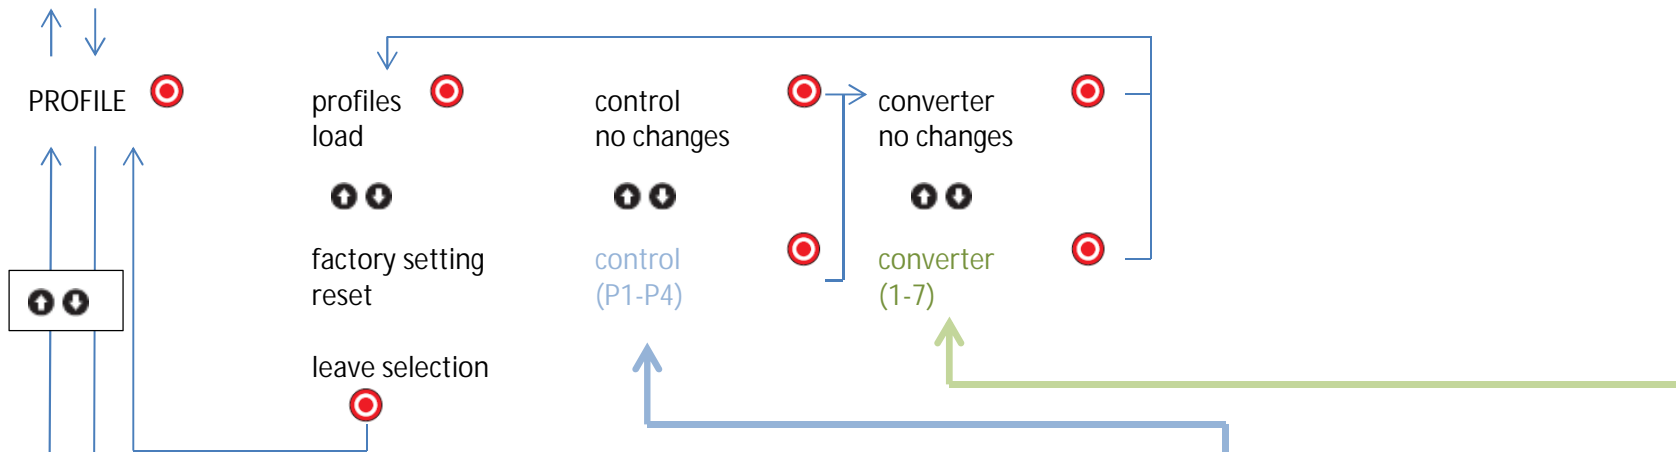 PROFILE
profiles
load
control
no changes
converter
no changes
factory setting
reset
control
(P1-P4)
converter
(1-7)
leave selection